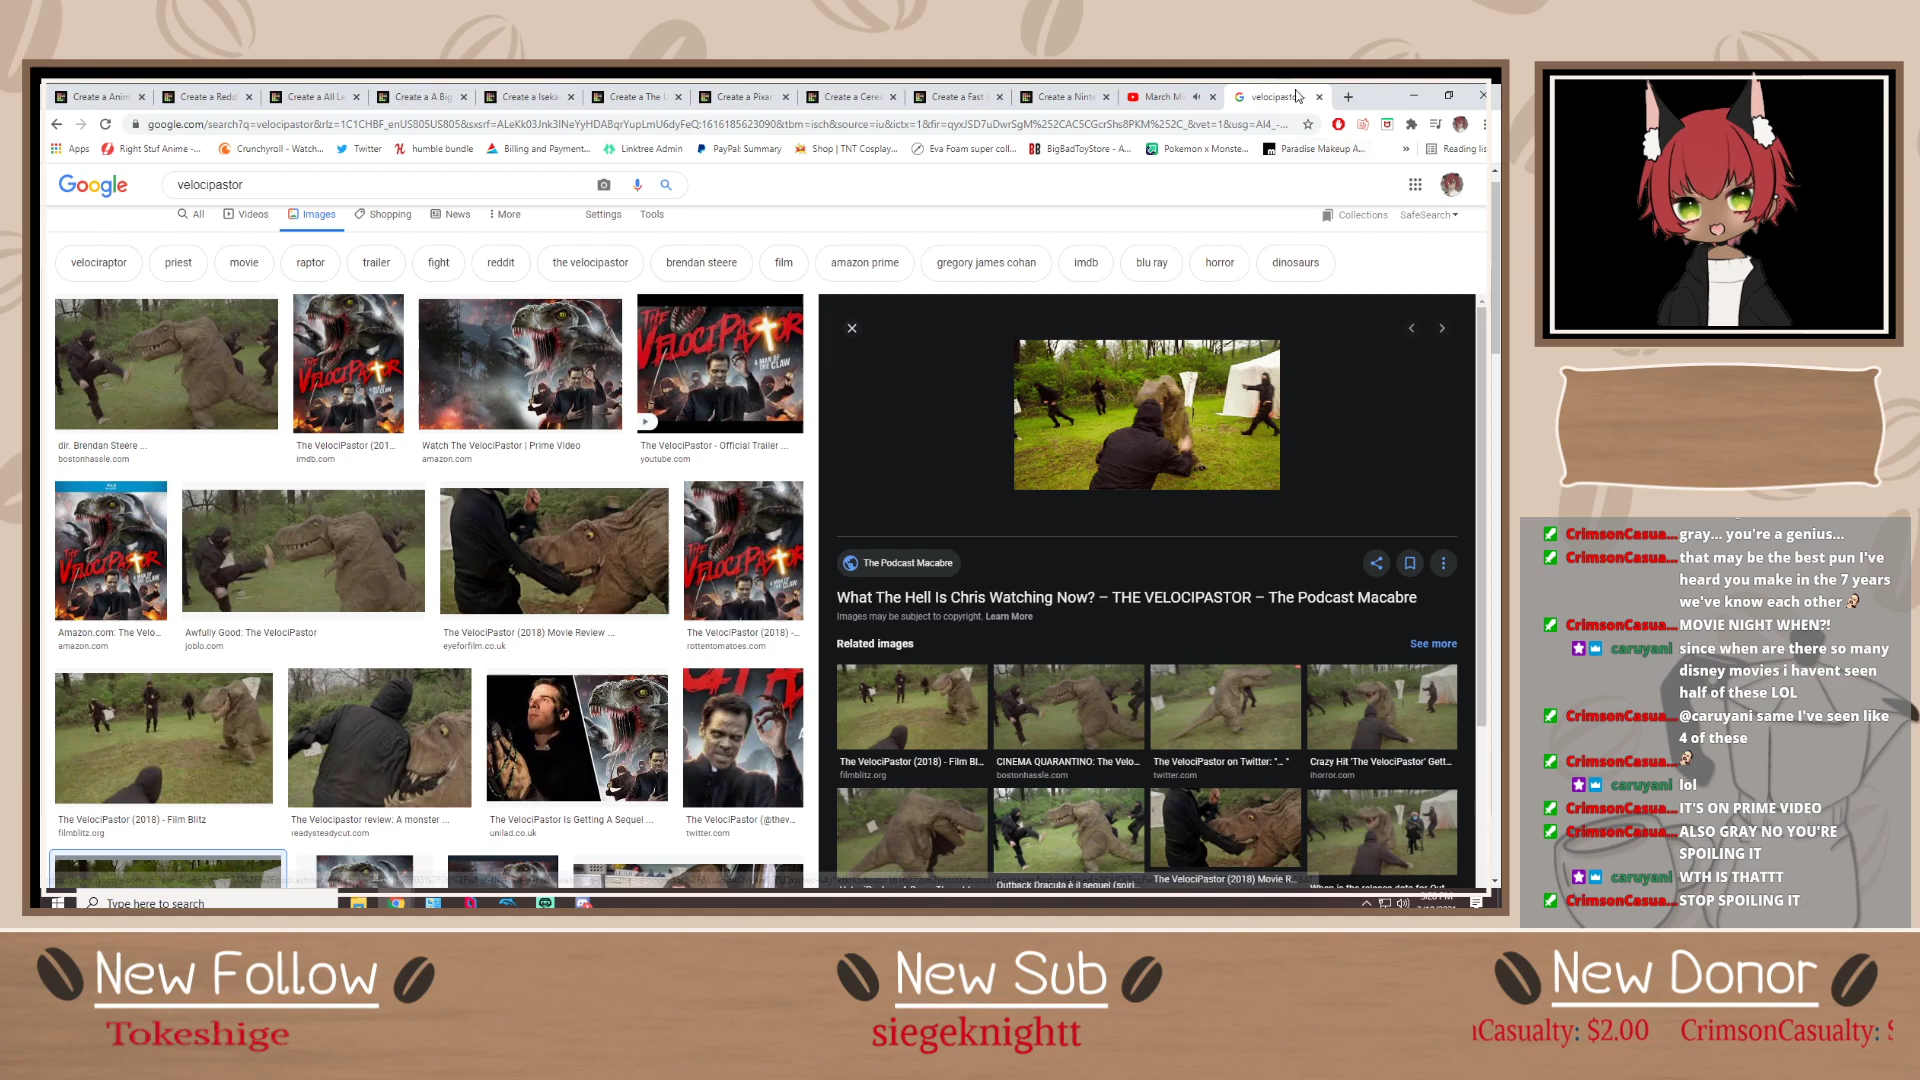 Create a Anim
Create a Redd
Create a All Le
Create a A Big
Create a Iseka
Create a The U
Create a Pixar
Create a Cerea
Create a Fast F
Create a Ninte
March Mi
velocipasto
google.com/search?q=velocipastor&rlz=1C1CHBF_enUS805US805&sxsrf=
Apps
Right Stuf Anime -...
Crunchyroll - Watch...
Twitter
humble bundle
Billing and Payment...
Linktree Admin
PayPal: Summary
Shop | TNT Cosplay...
Eva Foam super coll...
BigBadToyStore - A...
Pokemon x Monste...
Paradise Makeup A...
Reading lis
Google
velocipastor
All
Videos
Images
Shopping
News
More
Settings
Tools
Collections
SafeSearch
velociraptor
priest
movie
raptor
trailer
fight
reddit
the velocipastor
brendan steere
film
amazon prime
gregory james cohan
imdb
blu ray
horror
dinosaurs
THE VELOCIPASTOR
THE VELOCIPASTOR
A MAN OF THE CLAW
dir. Brendan Steere ...
bostonhassle.com
The VelociPastor (201...
imdb.com
Watch The VelociPastor | Prime Video
amazon.com
The VelociPastor - Official Trailer ...
youtube.com
THE VELOCIPASTOR
THE VELOCIPASTOR
Amazon.com: The Velo...
amazon.com
Awfully Good: The VelociPastor
joblo.com
The VelociPastor (2018) Movie Review ...
eyeforfilm.co.uk
The VelociPastor (2018) -...
rottentomatoes.com
The VelociPastor (2018) - Film Blitz
filmblitz.org
The VelociPastor review: A monster ...
readysteadycut.com
The VelociPastor Is Getting A Sequel ...
unilad.co.uk
The VelociPastor (@thev...
twitter.com
The Podcast Macabre
What The Hell Is Chris Watching Now? – THE VELOCIPASTOR – The Podcast Macabre
Images may be subject to copyright. Learn More
Related images
See more
The VelociPastor (2018) - Film Bl...
filmblitz.org
CINEMA QUARANTINO: The Velo...
bostonhassle.com
The VelociPastor on Twitter: "... "
twitter.com
Crazy Hit 'The VelociPastor' Gett...
ihorror.com
Outback Dracula è il sequel (spiri...
The VelociPastor (2018) Movie R...
Type here to search
CrimsonCasua... gray... you're a genius...
CrimsonCasua... that may be the best pun I've
heard you make in the 7 years
we've know each other
CrimsonCasua... MOVIE NIGHT WHEN?!
caruyani since when are there so many
disney movies i havent seen
half of these LOL
CrimsonCasua... @caruyani same I've seen like
4 of these
CrimsonCasua...
caruyani lol
CrimsonCasua... IT'S ON PRIME VIDEO
CrimsonCasua... ALSO GRAY NO YOU'RE
SPOILING IT
caruyani WTH IS THATTT
CrimsonCasua... STOP SPOILING IT
New Follow
Tokeshige
New Sub
siegeknightt
New Donor
Casualty: $2.00 CrimsonCasualty: